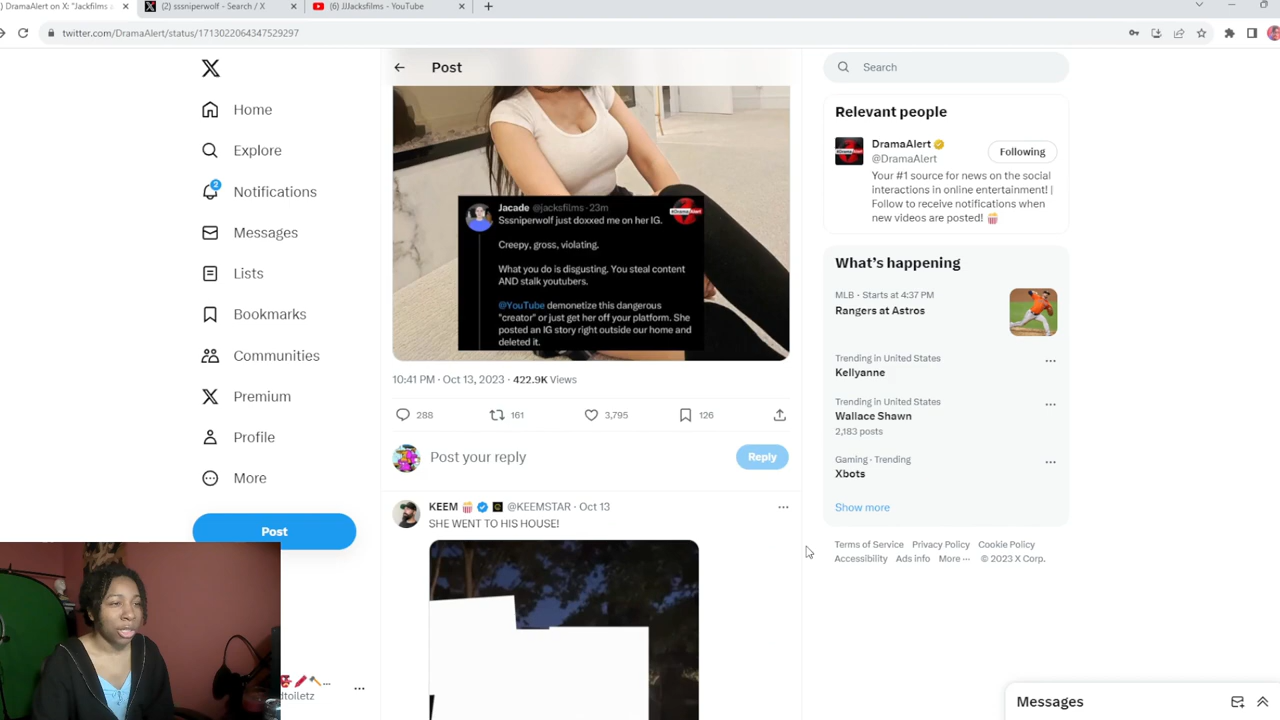 ) DramaAlert on X: "Jackfilms a
(2) sssniperwolf - Search / X
(6) JJJacksfilms - YouTube
twitter.com/DramaAlert/status/1713022064347529297
Home
Explore
2
Notifications
Messages
Lists
Bookmarks
Communities
Premium
Profile
More
Post
dtoiletz
Post
Jacade @jacksfilms · 23m
#DramaAlert
Sssniperwolf just doxxed me on her IG.
Creepy, gross, violating.
What you do is disgusting. You steal content
AND stalk youtubers.
@YouTube demonetize this dangerous
"creator" or just get her off your platform. She
posted an IG story right outside our home and
deleted it.
10:41 PM · Oct 13, 2023 · 422.9K Views
288
161
3,795
126
Post your reply
Reply
KEEM @KEEMSTAR · Oct 13
SHE WENT TO HIS HOUSE!
Search
Relevant people
DramaAlert
@DramaAlert
Following
Your #1 source for news on the social
interactions in online entertainment! |
Follow to receive notifications when
new videos are posted!
What's happening
MLB · Starts at 4:37 PM
Rangers at Astros
Trending in United States
Kellyanne
Trending in United States
Wallace Shawn
2,183 posts
Gaming · Trending
Xbots
Show more
Terms of Service Privacy Policy Cookie Policy
Accessibility Ads info More ··· © 2023 X Corp.
Messages